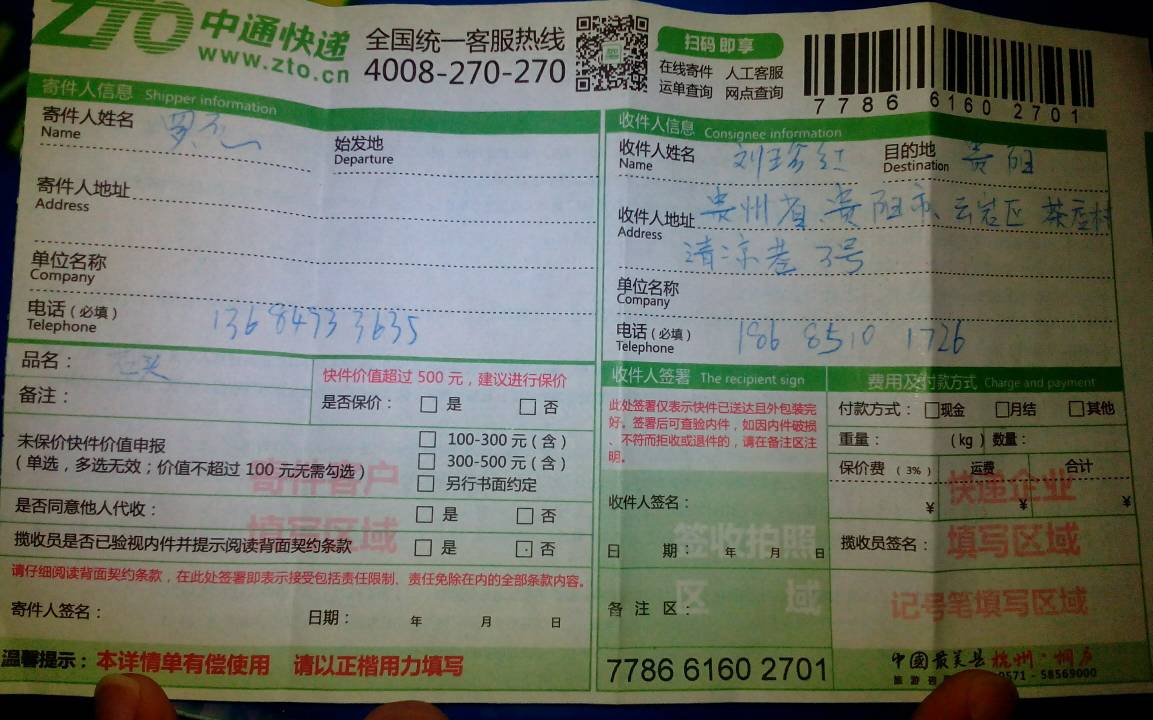 ZTO 中通快递
www.zto.cn
全国统一客服热线
4008-270-270
扫码 即享
在线寄件 人工客服
运单查询 网点查询
7786 6160 2701
寄件人信息 Shipper information
寄件人姓名
Name
始发地
Departure
寄件人地址
Address
单位名称
Company
电话(必填) 13684733635
Telephone
品名:
备注:
快件价值超过 500 元,建议进行保价
是否保价: 是 否
未保价快件价值申报
(单选,多选无效;价值不超过 100 元无需勾选)
100-300 元(含)
300-500 元(含)
另行书面约定
寄件客户
填写区域
是否同意他人代收: 是 否
揽收员是否已验视内件并提示阅读背面契约条款 是 否
请仔细阅读背面契约条款,在此处签署即表示接受包括责任限制、责任免除在内的全部条款内容。
寄件人签名: 日期: 年 月 日
温馨提示: 本详情单有偿使用 请以正楷用力填写
收件人信息 Consignee information
收件人姓名
Name
目的地 贵阳
Destination
收件人地址 贵州省 贵阳市 云岩区 茶店村
Address
清凉巷 3号
单位名称
Company
电话(必填) 186 8510 1726
Telephone
收件人签署 The recipient sign
此处签署仅表示快件已送达且外包装完
好。签署后可查验内件,如因内件破损
、不符而拒收或退件的,请在备注区注
明。
收件人签名:
签收拍照
区 域
日 期: 年 月 日
备 注 区:
7786 6160 2701
费用及付款方式 Charge and payment
付款方式: 现金 月结 其他
重量: (kg) 数量:
保价费(3%) 运费 合计
¥ ¥ ¥
快递企业
填写区域
揽收员签名:
记号笔填写区域
中國最美县 杭州·桐庐
0571-58569000